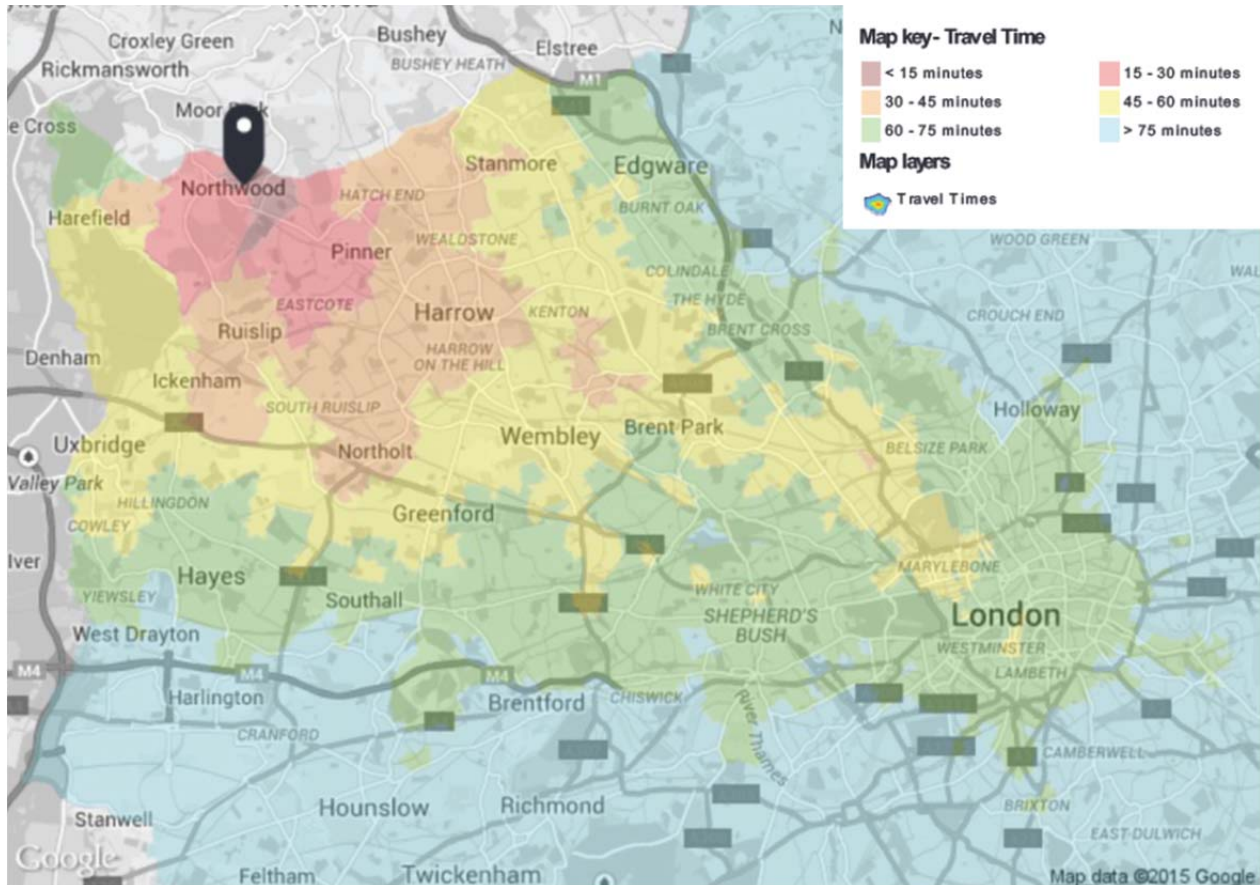 Croxley Green
Bushey
Elstree
Rickmansworth
BUSHEY HEATH
M1
Map key - Travel Time
< 15 minutes
15 - 30 minutes
30 - 45 minutes
45 - 60 minutes
60 - 75 minutes
> 75 minutes
Map layers
Travel Times
Moor
e Cross
Stanmore
Edgware
Northwood
HATCH END
BURNT OAK
Harefield
WEALDSTONE
WOOD GREEN
Pinner
COLINDALE
EASTCOTE
Harrow
KENTON
THE HYDE
CROUCH END
Ruislip
BRENT CROSS
Denham
HARROW
ON THE HILL
Ickenham
SOUTH RUISLIP
Holloway
Uxbridge
Wembley
Brent Park
Northolt
BELSIZE PARK
Valley Park
HILLINGDON
Greenford
COWLEY
Iver
Hayes
MARYLEBONE
YIEWSLEY
Southall
WHITE CITY
SHEPHERD'S
BUSH
London
West Drayton
WESTMINSTER
M4
M4
M4
LAMBETH
Harlington
Brentford
CHISWICK
River Thames
CRANFORD
CAMBERWELL
Hounslow
Richmond
BRIXTON
Stanwell
EAST DULWICH
Google
Feltham
Twickenham
Map data ©2015 Google